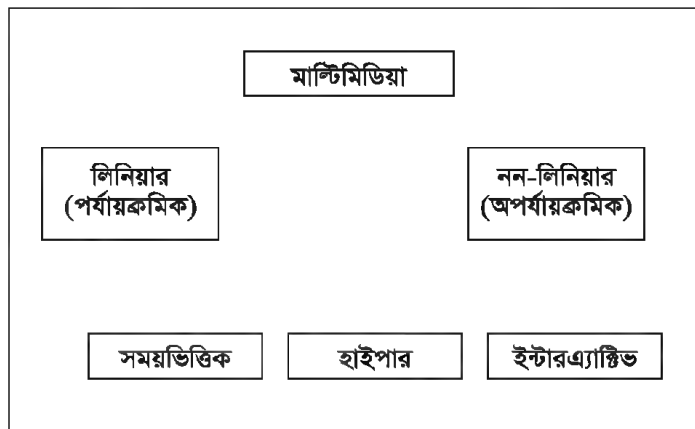 মাল্টিমিডিয়া
লিনিয়ার
(পর্যায়ক্রমিক)
নন-লিনিয়ার
(অপর্যায়ক্রমিক)
সময়ভিত্তিক
হাইপার
ইন্টারএ্যাক্টিভ